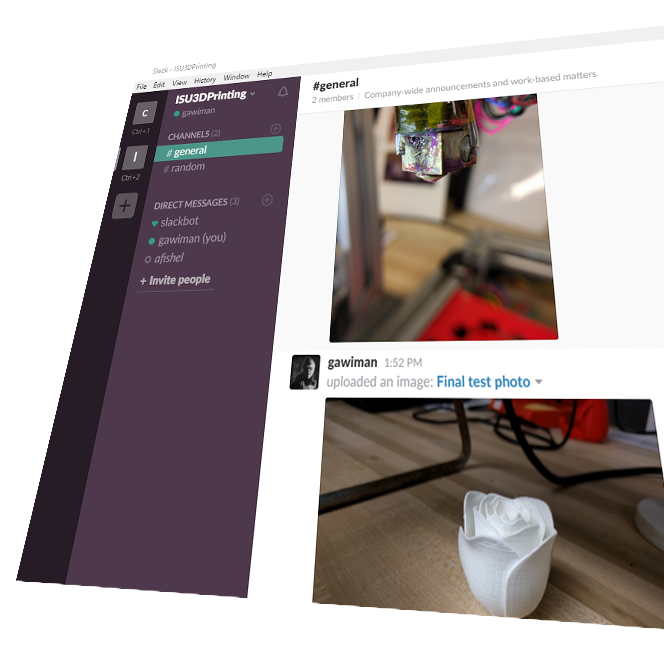 Slack - ISU3DPrinting
File Edit View History Window Help
C
Ctrl+1
I
Ctrl+2
+
ISU3DPrinting
gawiman
CHANNELS (2)
# general
# random
DIRECT MESSAGES (3)
slackbot
gawiman (you)
afishel
+ Invite people
#general
2 members | Company-wide announcements and work-based matters
gawiman 1:52 PM
uploaded an image: Final test photo